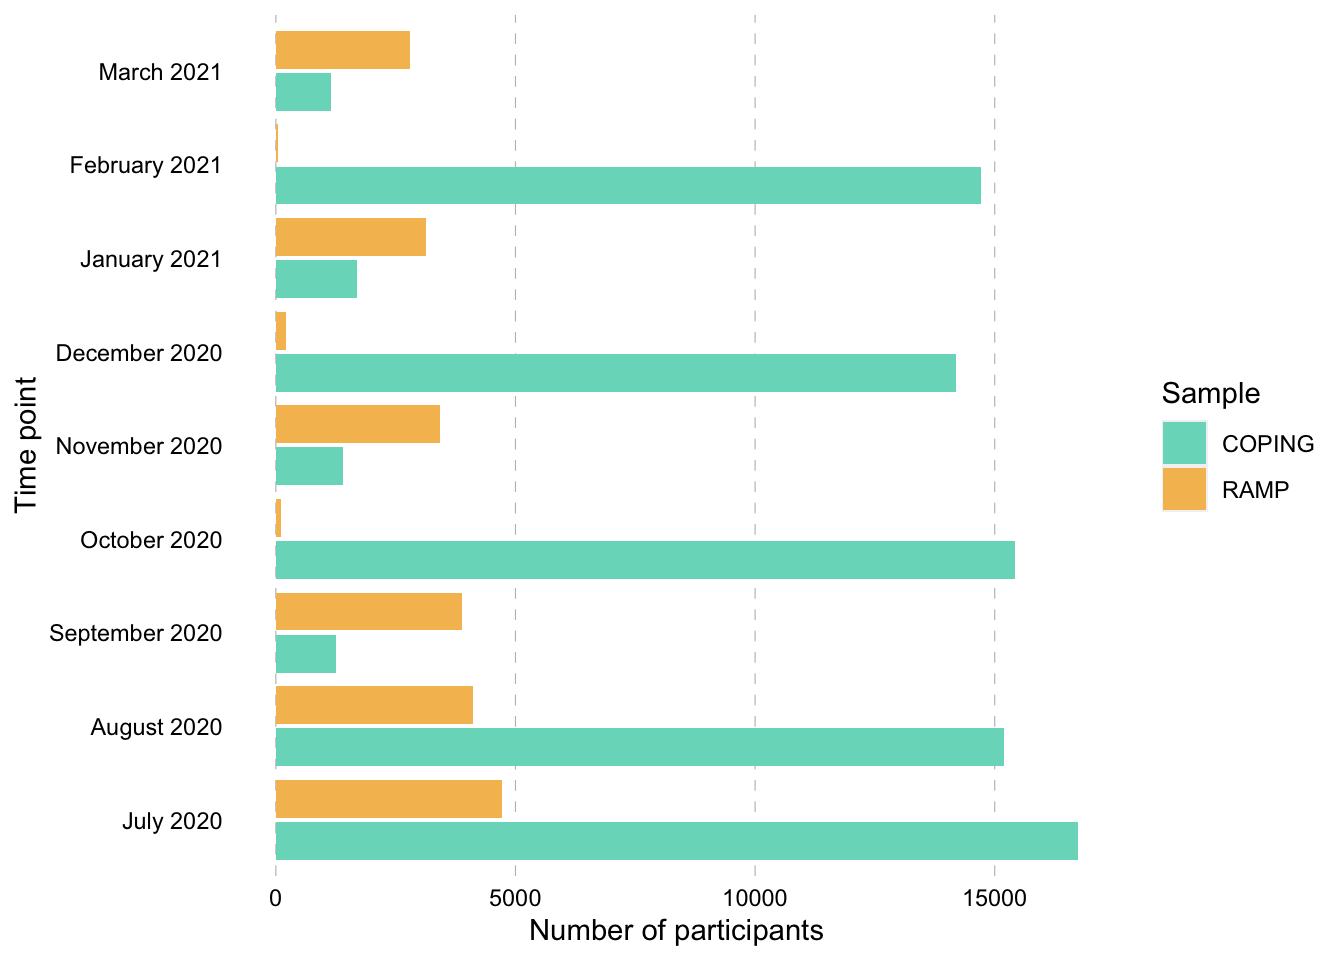 March 2021
February 2021
January 2021
December 2020
November 2020
October 2020
September 2020
August 2020
July 2020
Time point
0 5000 10000 15000
Number of participants
Sample
COPING
RAMP